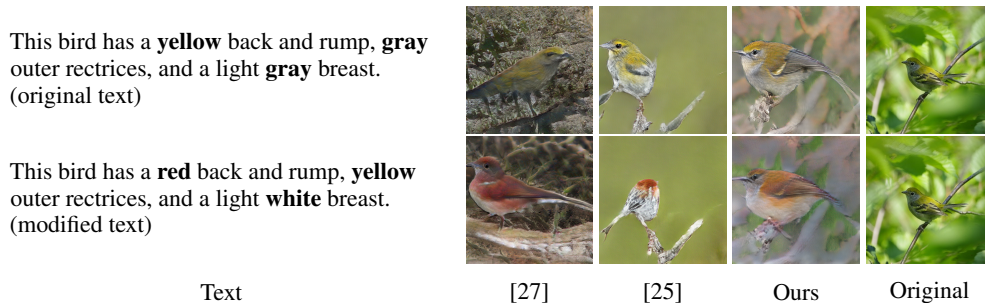 This bird has a yellow back and rump, gray
outer rectrices, and a light gray breast.
(original text)
This bird has a red back and rump, yellow
outer rectrices, and a light white breast.
(modified text)
Text
[27]
[25]
Ours
Original